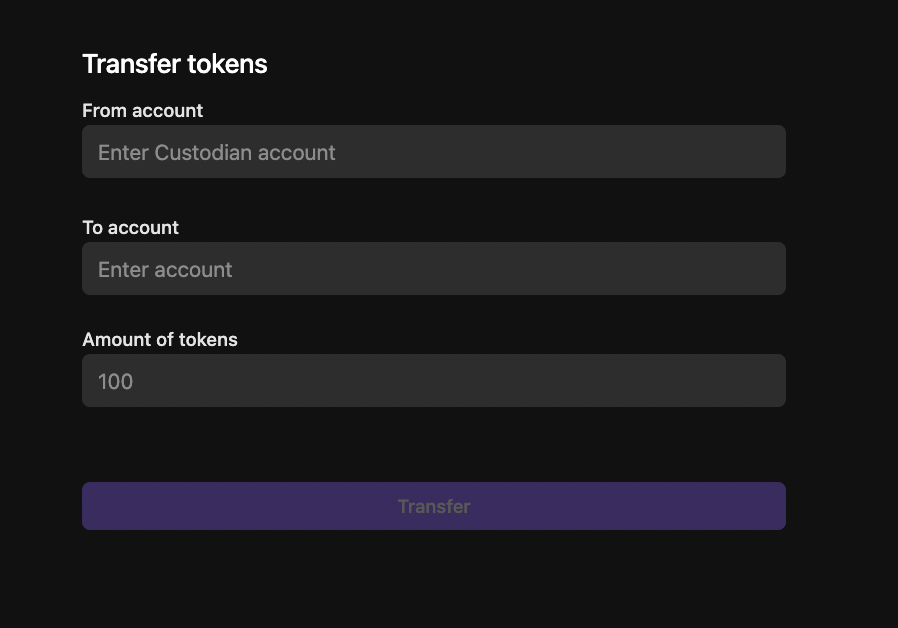 Transfer tokens
From account
Enter Custodian account
To account
Enter account
Amount of tokens
100
Transfer